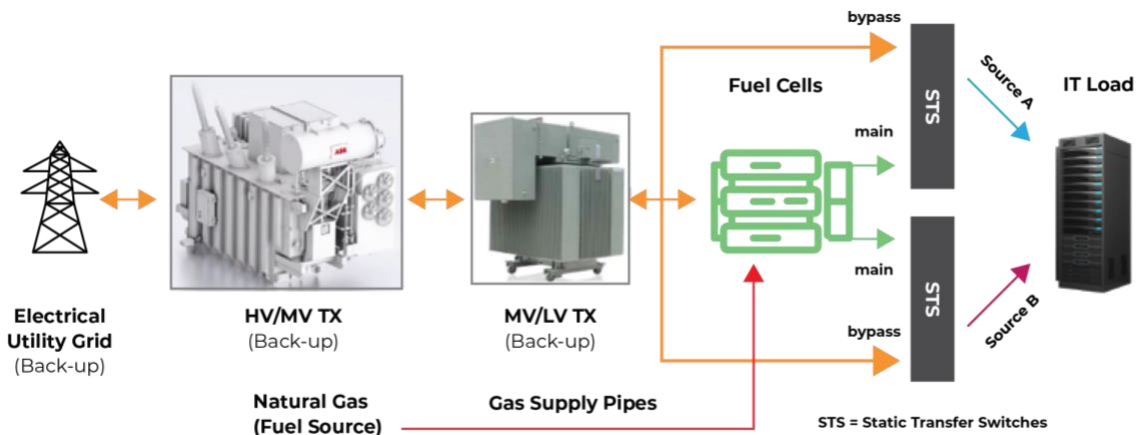 bypass
Fuel Cells
STS
Source A
IT Load
main
ABB
Electrical
Utility Grid
(Back-up)
HV/MV TX
(Back-up)
MV/LV TX
(Back-up)
main
STS
Source B
bypass
Natural Gas
(Fuel Source)
Gas Supply Pipes
STS = Static Transfer Switches